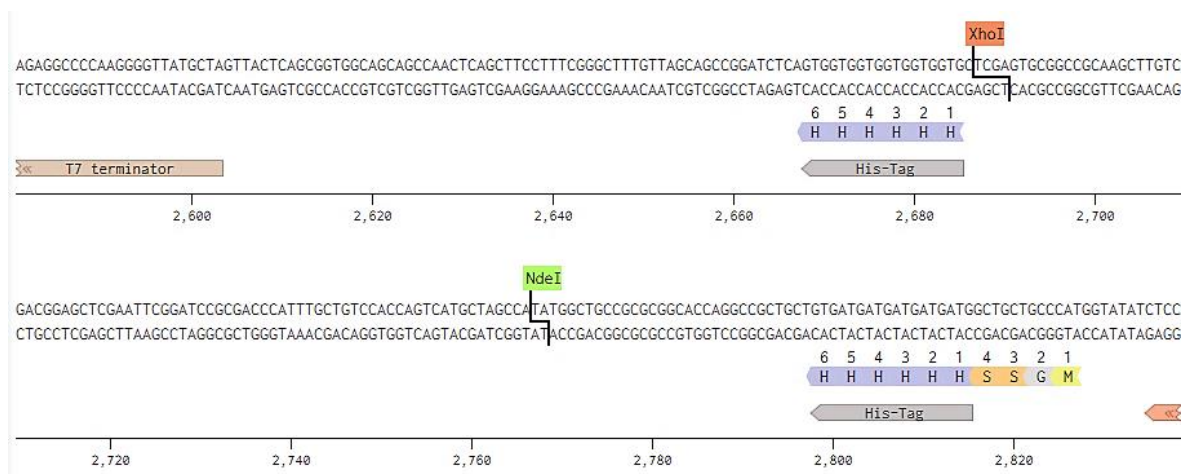 XhoI
AGAGGCCCCAAGGGGTTATGCTAGTTACTCAGCGGTGGCAGCAGCCAACTCAGCTTCCTTTCGGGCTTTGTTAGCAGCCGGATCTCAGTGGTGGTGGTGGTGGTGCTCGAGTGCGGCCGCAAGCTTGTC
TCTCCGGGGTTCCCCAATACGATCAATGAGTCGCCACCGTCGTCGGTTGAGTCGAAGGAAAGCCCGAAACAATCGTCGGCCTAGAGTCACCACCACCACCACCACGAGCTCACGCCGGCGTTCGAACAG
6 5 4 3 2 1
H H H H H H
T7 terminator His-Tag
2,600 2,620 2,640 2,660 2,680 2,700
NdeI
GACGGAGCTCGAATTCGGATCCGCGACCCATTTGCTGTCCACCAGTCATGCTAGCCATATGGCTGCCGCGCGGCACCAGGCCGCTGCTGTGATGATGATGATGATGGCTGCTGCCCATGGTATATCTCC
CTGCCTCGAGCTTAAGCCTAGGCGCTGGGTAAACGACAGGTGGTCAGTACGATCGGTATACCGACGGCGCGCCGTGGTCCGGCGACGACACTACTACTACTACTACCGACGACGGGTACCATATAGAGG
6 5 4 3 2 1 4 3 2 1
H H H H H H S S G M
His-Tag
2,720 2,740 2,760 2,780 2,800 2,820